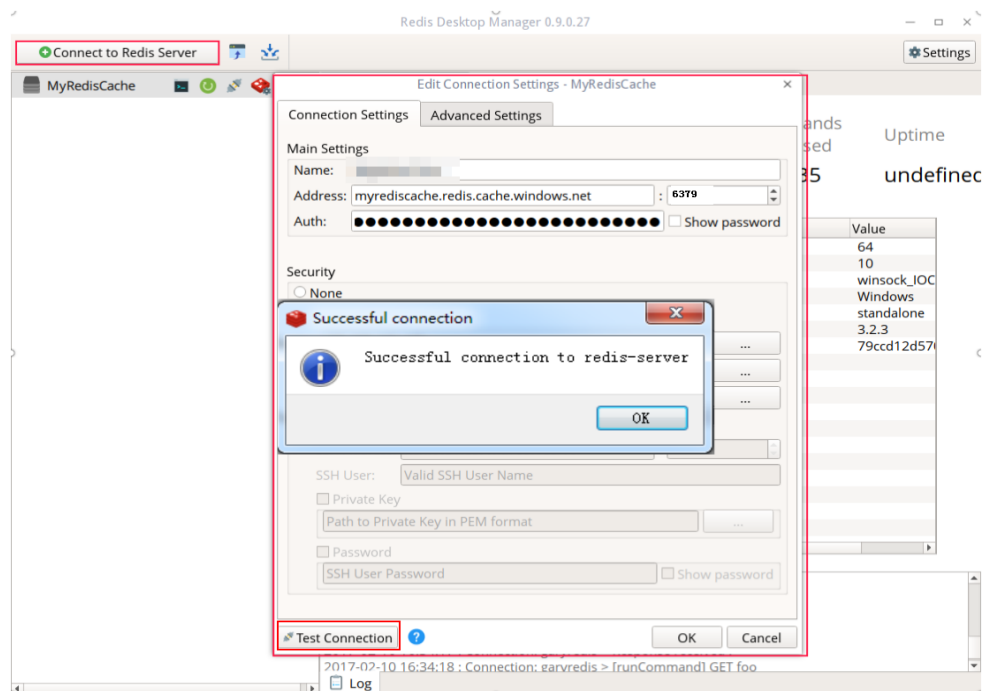 Redis Desktop Manager 0.9.0.27
Connect to Redis Server
Settings
MyRedisCache
Edit Connection Settings - MyRedisCache
Connection Settings
Advanced Settings
Main Settings
Name:
Address: myrediscache.redis.cache.windows.net : 6379
Auth: Show password
Security
None
Successful connection
Successful connection to redis-server
OK
...
...
...
SSH User: Valid SSH User Name
Private Key
Path to Private Key in PEM format ...
Password
SSH User Password Show password
Test Connection ? OK Cancel
Uptime
undefined
Value
64
10
winsock_IOC
Windows
standalone
3.2.3
79ccd12d57
2017-02-10 16:34:18 : Connection: garyredis > [runCommand] GET foo
Log